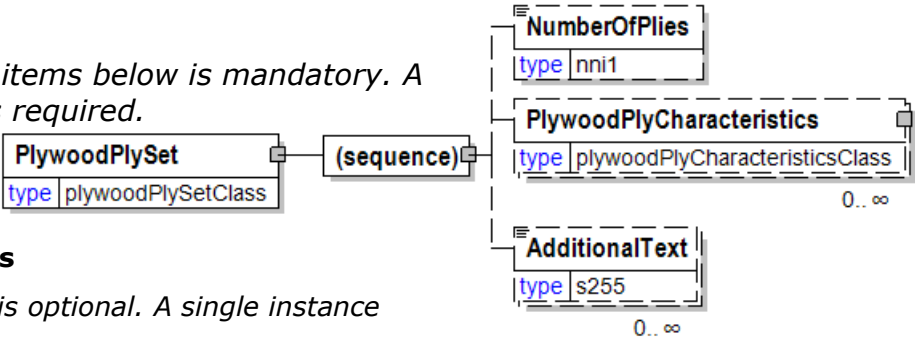 NumberOfPlies
type nni1
items below is mandatory. A
required.
PlywoodPlyCharacteristics
type plywoodPlyCharacteristicsClass
0.. ∞
PlywoodPlySet
type plywoodPlySetClass
(sequence)
AdditionalText
type s255
0.. ∞
s
is optional. A single instance